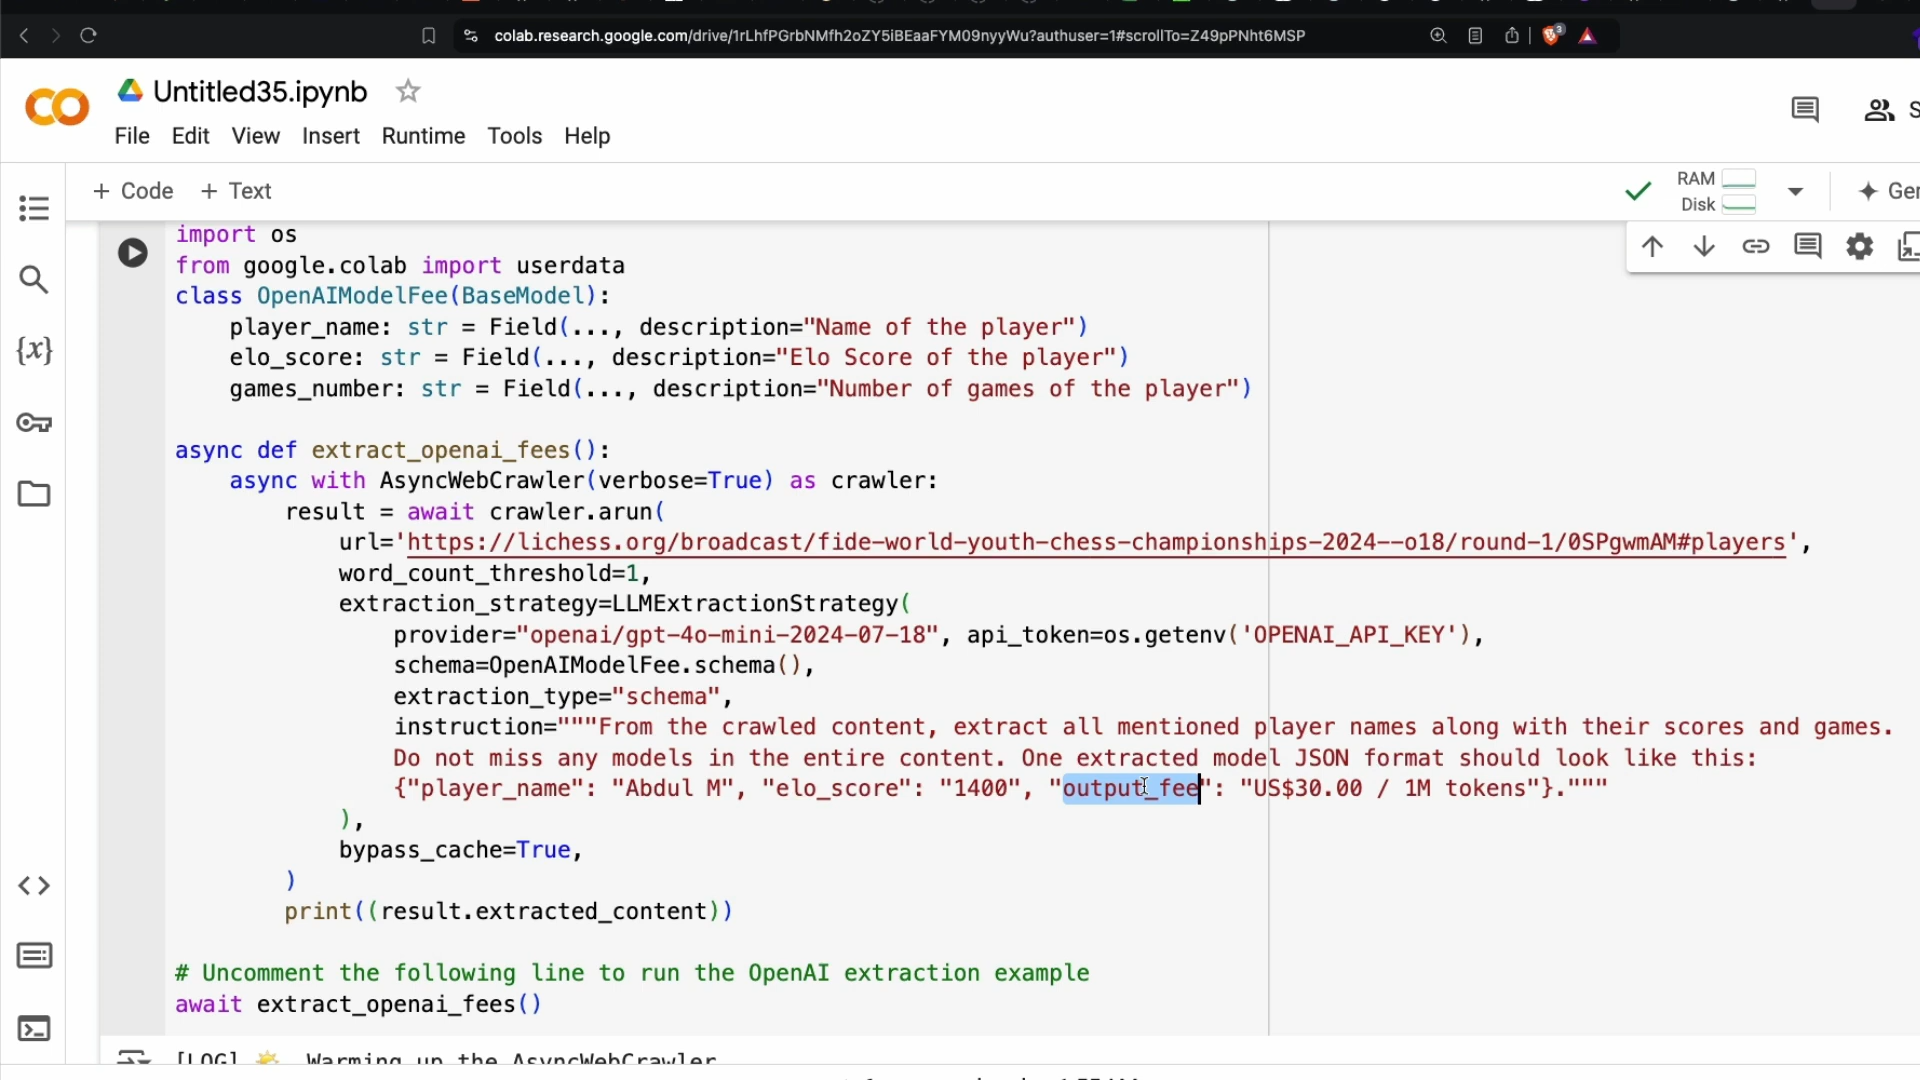 colab.research.google.com/drive/1rLhfPGrbNMfh2oZY5iBEaaFYM09nyyWu?authuser=1#scrollTo=Z49pPNht6MSP
3
Untitled35.ipynb
File Edit View Insert Runtime Tools Help
+ Code + Text
RAM
Disk
import os
from google.colab import userdata
class OpenAIModelFee(BaseModel):
    player_name: str = Field(..., description="Name of the player")
    elo_score: str = Field(..., description="Elo Score of the player")
    games_number: str = Field(..., description="Number of games of the player")
async def extract_openai_fees():
    async with AsyncWebCrawler(verbose=True) as crawler:
        result = await crawler.arun(
            url='https://lichess.org/broadcast/fide-world-youth-chess-championships-2024--o18/round-1/0SPgwmAM#players',
            word_count_threshold=1,
            extraction_strategy=LLMExtractionStrategy(
                provider="openai/gpt-4o-mini-2024-07-18", api_token=os.getenv('OPENAI_API_KEY'),
                schema=OpenAIModelFee.schema(),
                extraction_type="schema",
                instruction="""From the crawled content, extract all mentioned player names along with their scores and games.
                Do not miss any models in the entire content. One extracted model JSON format should look like this:
                {"player_name": "Abdul M", "elo_score": "1400", "output_fee": "US$30.00 / 1M tokens"}."""
            ),
            bypass_cache=True,
        )
        print((result.extracted_content))
# Uncomment the following line to run the OpenAI extraction example
await extract_openai_fees()
[LOG] 🌤️ Warming up the AsyncWebCrawler